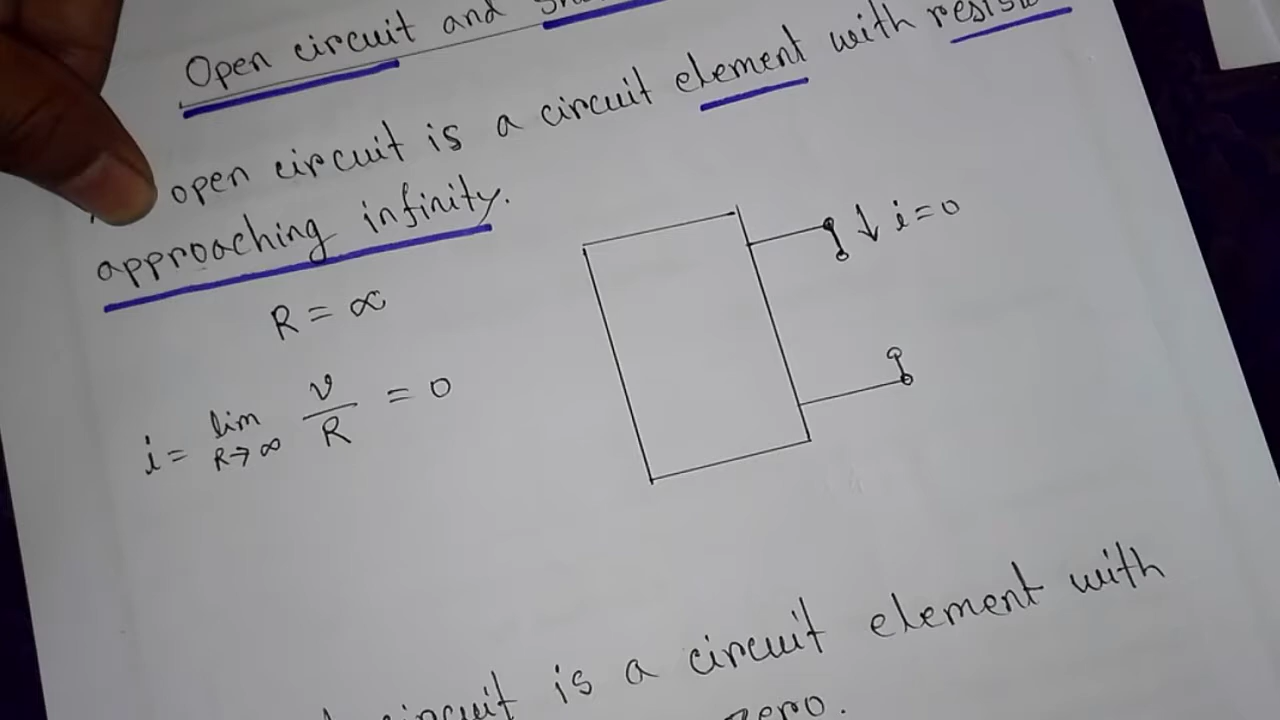 Open circuit and
open circuit is a circuit element with
approaching infinity.
R = ∞
i = lim R→∞ v/R = 0
↓ i = 0
circuit is a circuit element with
zero.